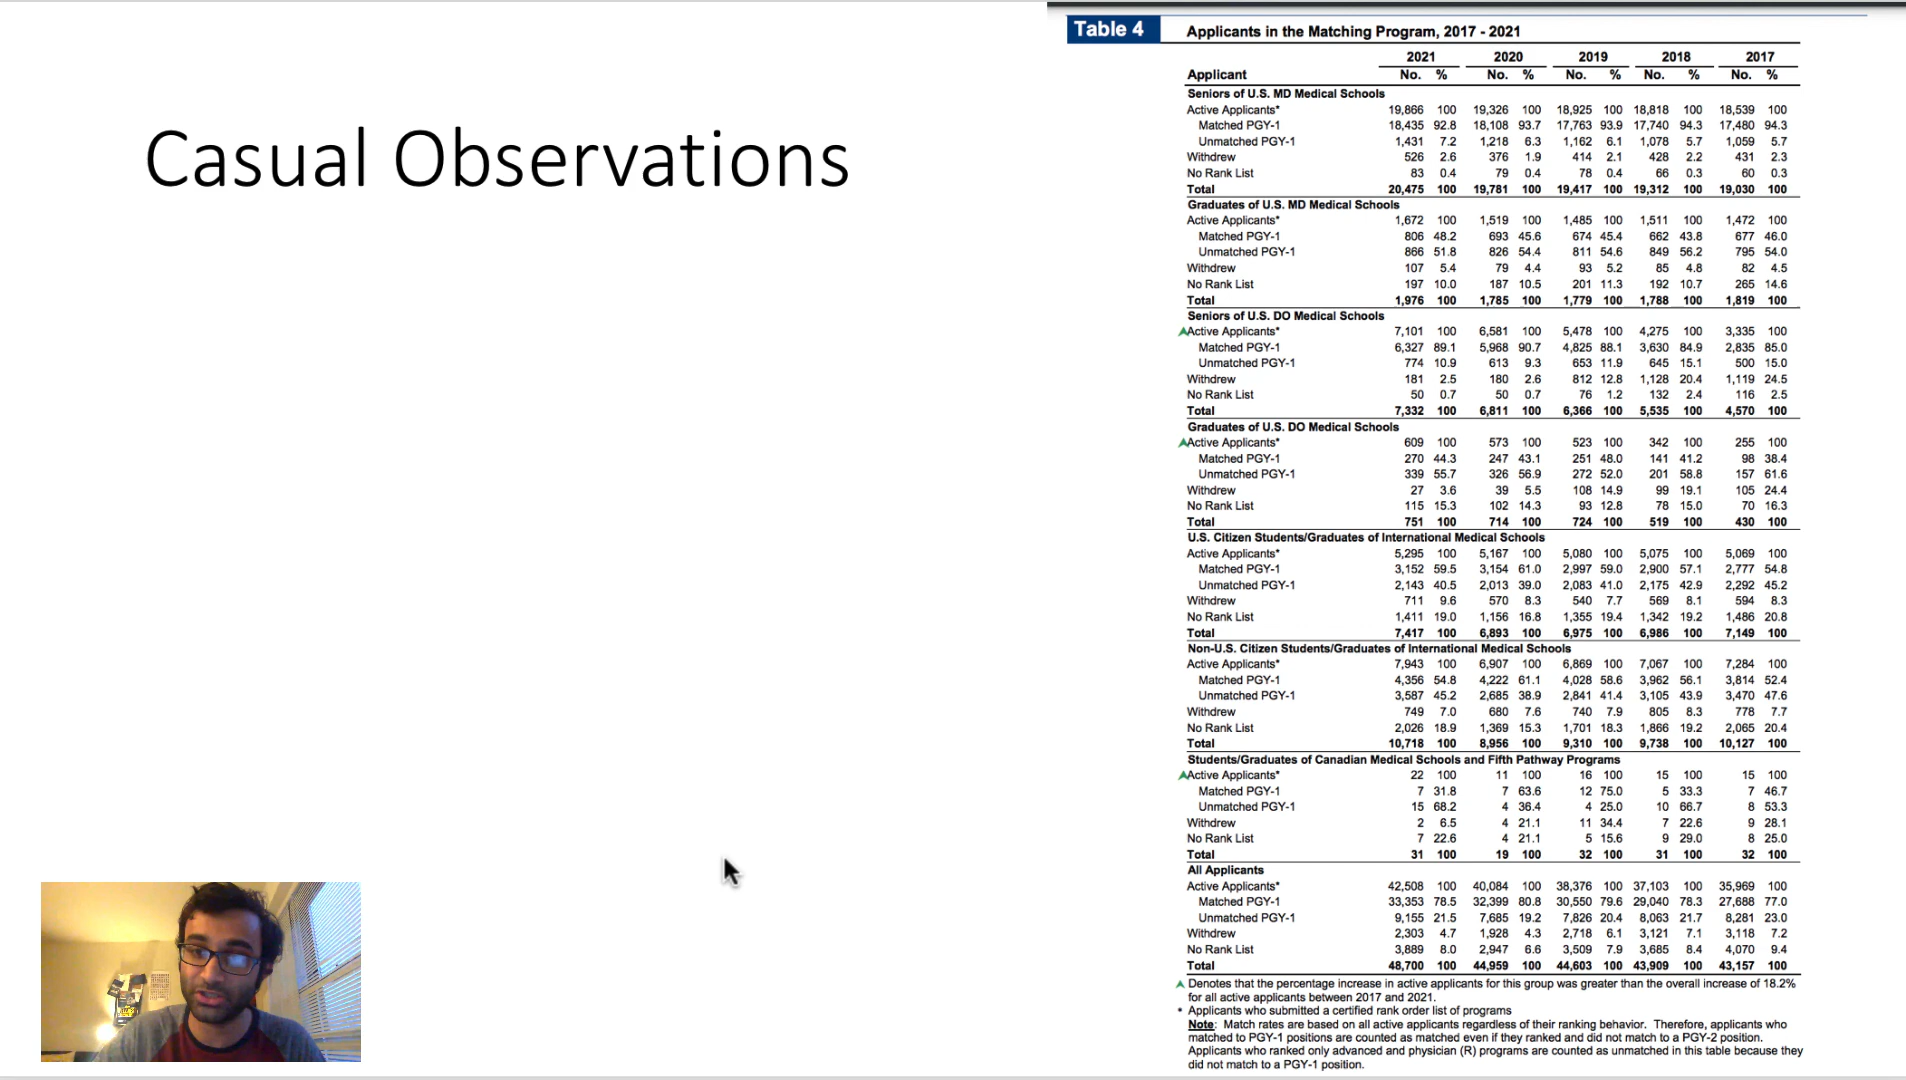 Casual Observations
Table 4 Applicants in the Matching Program, 2017 - 2021
2021 2020 2019 2018 2017
Applicant No. % No. % No. % No. % No. %
Seniors of U.S. MD Medical Schools
Active Applicants* 19,866 100 19,326 100 18,925 100 18,818 100 18,539 100
Matched PGY-1 18,435 92.8 18,108 93.7 17,763 93.9 17,740 94.3 17,480 94.3
Unmatched PGY-1 1,431 7.2 1,218 6.3 1,162 6.1 1,078 5.7 1,059 5.7
Withdrew 526 2.6 376 1.9 414 2.1 428 2.2 431 2.3
No Rank List 83 0.4 79 0.4 78 0.4 66 0.3 60 0.3
Total 20,475 100 19,781 100 19,417 100 19,312 100 19,030 100
Graduates of U.S. MD Medical Schools
Active Applicants* 1,672 100 1,519 100 1,485 100 1,511 100 1,472 100
Matched PGY-1 806 48.2 693 45.6 674 45.4 662 43.8 677 46.0
Unmatched PGY-1 866 51.8 826 54.4 811 54.6 849 56.2 795 54.0
Withdrew 107 5.4 79 4.4 93 5.2 85 4.8 82 4.5
No Rank List 197 10.0 187 10.5 201 11.3 192 10.7 265 14.6
Total 1,976 100 1,785 100 1,779 100 1,788 100 1,819 100
Seniors of U.S. DO Medical Schools
Active Applicants* 7,101 100 6,581 100 5,478 100 4,275 100 3,335 100
Matched PGY-1 6,327 89.1 5,968 90.7 4,825 88.1 3,630 84.9 2,835 85.0
Unmatched PGY-1 774 10.9 613 9.3 653 11.9 645 15.1 500 15.0
Withdrew 181 2.5 180 2.6 812 12.8 1,128 20.4 1,119 24.5
No Rank List 50 0.7 50 0.7 76 1.2 132 2.4 116 2.5
Total 7,332 100 6,811 100 6,366 100 5,535 100 4,570 100
Graduates of U.S. DO Medical Schools
Active Applicants* 609 100 573 100 523 100 342 100 255 100
Matched PGY-1 270 44.3 247 43.1 251 48.0 141 41.2 98 38.4
Unmatched PGY-1 339 55.7 326 56.9 272 52.0 201 58.8 157 61.6
Withdrew 27 3.6 39 5.5 108 14.9 99 19.1 105 24.4
No Rank List 115 15.3 102 14.3 93 12.8 78 15.0 70 16.3
Total 751 100 714 100 724 100 519 100 430 100
U.S. Citizen Students/Graduates of International Medical Schools
Active Applicants* 5,295 100 5,167 100 5,080 100 5,075 100 5,069 100
Matched PGY-1 3,152 59.5 3,154 61.0 2,997 59.0 2,900 57.1 2,777 54.8
Unmatched PGY-1 2,143 40.5 2,013 39.0 2,083 41.0 2,175 42.9 2,292 45.2
Withdrew 711 9.6 570 8.3 540 7.7 569 8.1 594 8.3
No Rank List 1,411 19.0 1,156 16.8 1,355 19.4 1,342 19.2 1,486 20.8
Total 7,417 100 6,893 100 6,975 100 6,986 100 7,149 100
Non-U.S. Citizen Students/Graduates of International Medical Schools
Active Applicants* 7,943 100 6,907 100 6,869 100 7,067 100 7,284 100
Matched PGY-1 4,356 54.8 4,222 61.1 4,028 58.6 3,962 56.1 3,814 52.4
Unmatched PGY-1 3,587 45.2 2,685 38.9 2,841 41.4 3,105 43.9 3,470 47.6
Withdrew 749 7.0 680 7.6 740 7.9 805 8.3 778 7.7
No Rank List 2,026 18.9 1,369 15.3 1,701 18.3 1,866 19.2 2,065 20.4
Total 10,718 100 8,956 100 9,310 100 9,738 100 10,127 100
Students/Graduates of Canadian Medical Schools and Fifth Pathway Programs
Active Applicants* 22 100 11 100 16 100 15 100 15 100
Matched PGY-1 7 31.8 7 63.6 12 75.0 5 33.3 7 46.7
Unmatched PGY-1 15 68.2 4 36.4 4 25.0 10 66.7 8 53.3
Withdrew 2 6.5 4 21.1 11 34.4 7 22.6 9 28.1
No Rank List 7 22.6 4 21.1 5 15.6 9 29.0 8 25.0
Total 31 100 19 100 32 100 31 100 32 100
All Applicants
Active Applicants* 42,508 100 40,084 100 38,376 100 37,103 100 35,969 100
Matched PGY-1 33,353 78.5 32,399 80.8 30,550 79.6 29,040 78.3 27,688 77.0
Unmatched PGY-1 9,155 21.5 7,685 19.2 7,826 20.4 8,063 21.7 8,281 23.0
Withdrew 2,303 4.7 1,928 4.3 2,718 6.1 3,121 7.1 3,118 7.2
No Rank List 3,889 8.0 2,947 6.6 3,509 7.9 3,685 8.4 4,070 9.4
Total 48,700 100 44,959 100 44,603 100 43,909 100 43,157 100
Denotes that the percentage increase in active applicants for this group was greater than the overall increase of 18.2%
for all active applicants between 2017 and 2021.
* Applicants who submitted a certified rank order list of programs
Note: Match rates are based on all active applicants regardless of their ranking behavior. Therefore, applicants who
matched to PGY-1 positions are counted as matched even if they ranked and did not match to a PGY-2 position.
Applicants who ranked only advanced and physician (R) programs are counted as unmatched in this table because they
did not match to a PGY-1 position.